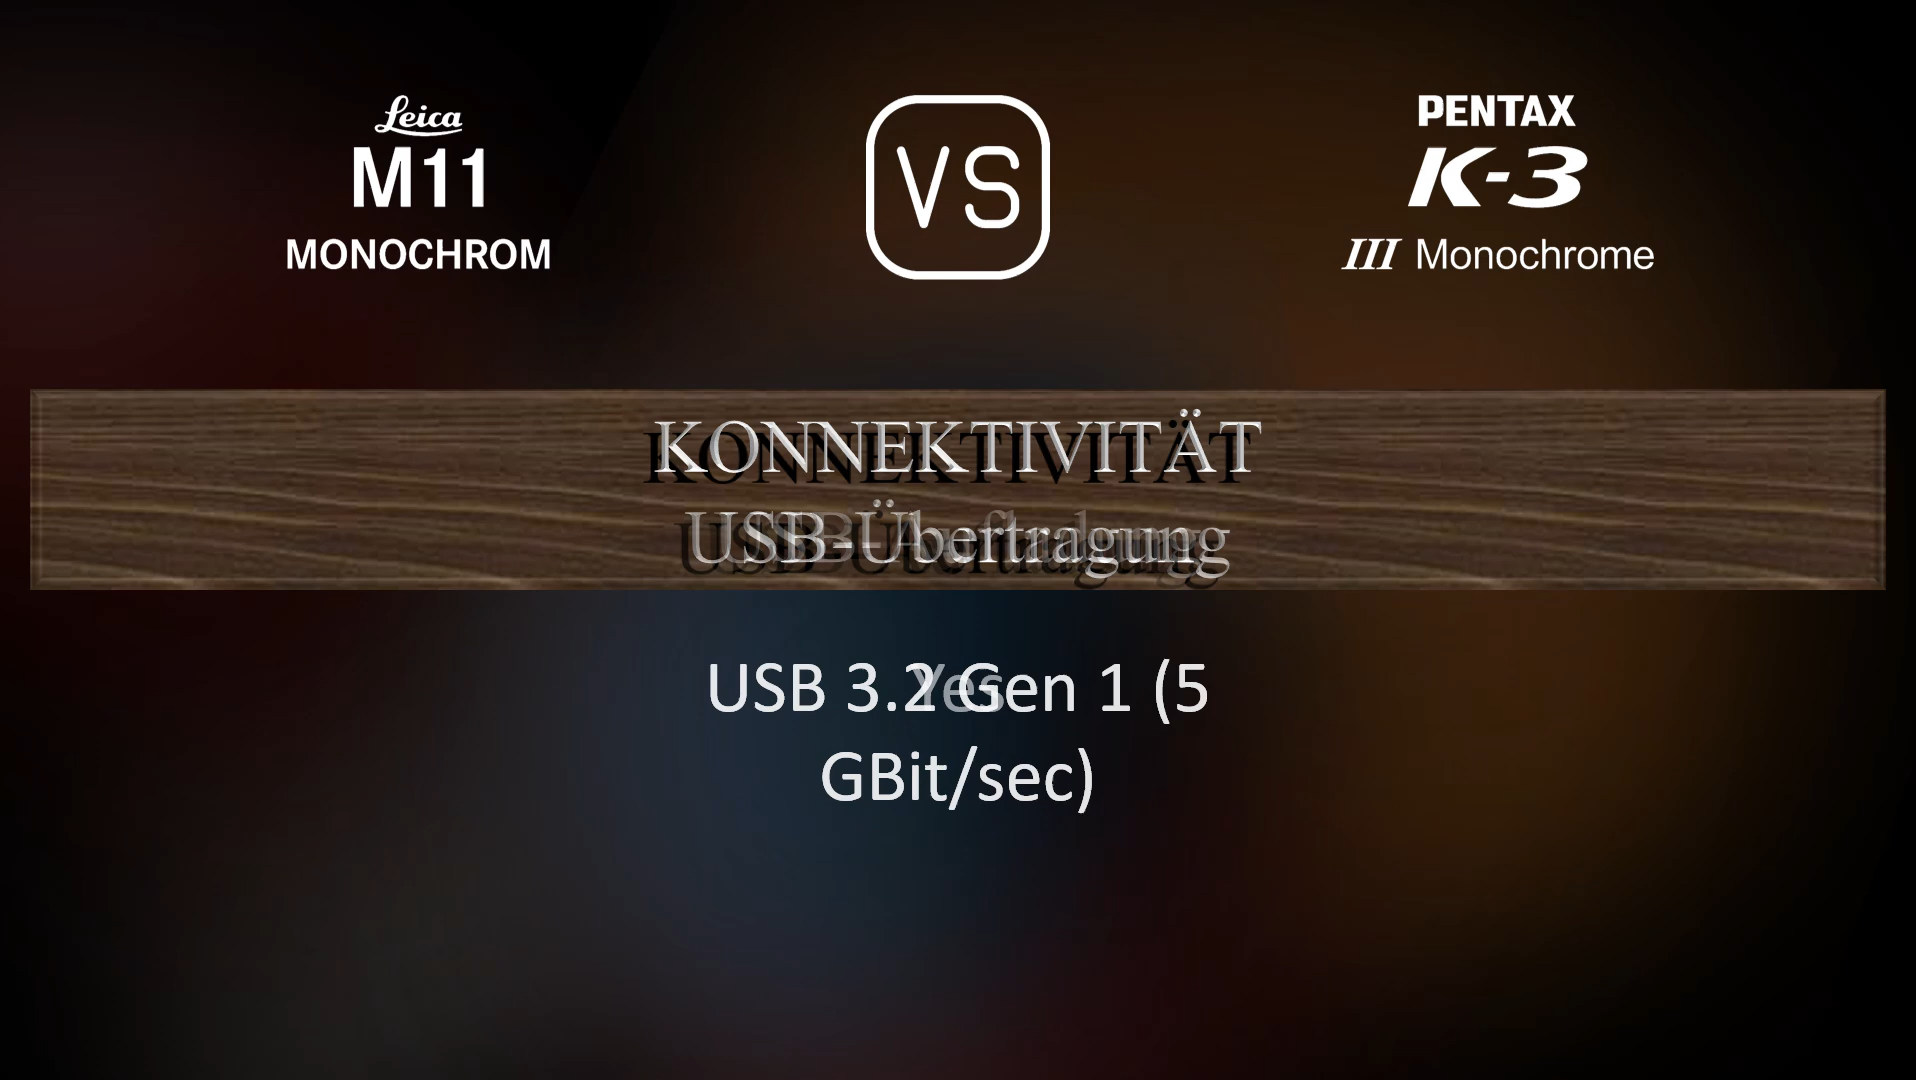 Leica
M11
MONOCHROM
VS
PENTAX
K-3
III Monochrome
KONNEKTIVITÄT
USB-Übertragung
USB 3.2 Gen 1 (5
GBit/sec)
Yes